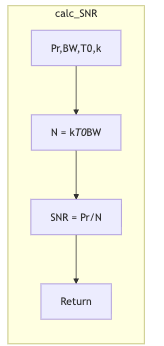 calc_SNR
Pr,BW,T0,k
N = kT0BW
SNR = Pr/N
Return